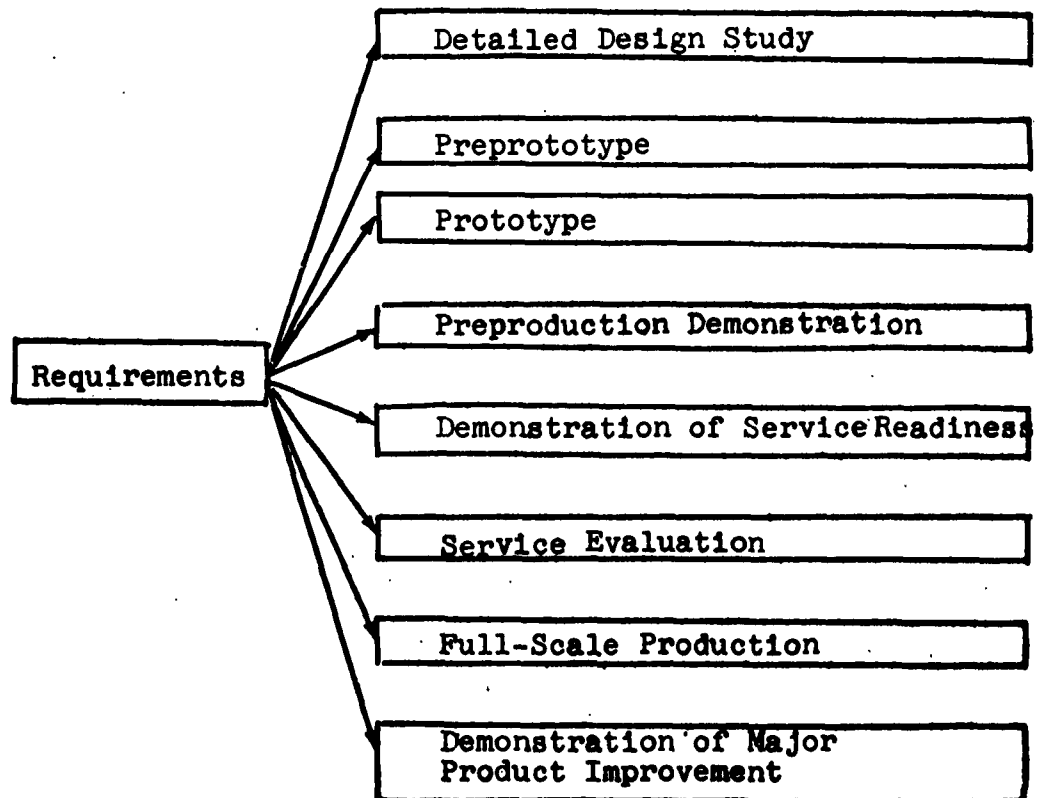 Detailed Design Study
Preprototype
Prototype
Preproduction Demonstration
Requirements
Demonstration of Service Readiness
Service Evaluation
Full-Scale Production
Demonstration of Major
Product Improvement